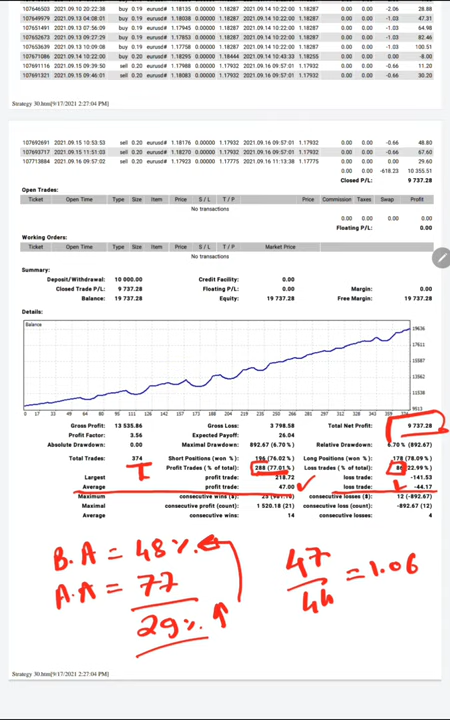 107646503 2021.09.10 20:22:38 buy 0.19 eurusd# 1.18135 0.00000 1.18287 2021.09.14 10:22:00 1.18287 0.00 0.00 -2.06 28.88
107649979 2021.09.13 04:08:01 buy 0.19 eurusd# 1.18038 0.00000 1.18287 2021.09.14 10:22:00 1.18287 0.00 0.00 -1.03 47.31
107651491 2021.09.13 07:56:09 buy 0.19 eurusd# 1.17945 0.00000 1.18287 2021.09.14 10:22:00 1.18287 0.00 0.00 -1.03 64.98
107652673 2021.09.13 09:27:29 buy 0.19 eurusd# 1.17853 0.00000 1.18287 2021.09.14 10:22:00 1.18287 0.00 0.00 -1.03 82.46
107653639 2021.09.13 10:09:08 buy 0.19 eurusd# 1.17758 0.00000 1.18287 2021.09.14 10:22:00 1.18287 0.00 0.00 -1.03 100.51
107671086 2021.09.14 10:22:00 buy 0.20 eurusd# 1.18295 0.00000 1.18444 2021.09.14 10:43:33 1.18255 0.00 0.00 0.00 -8.00
107691116 2021.09.15 09:39:50 sell 0.20 eurusd# 1.17988 0.00000 1.17932 2021.09.16 09:57:01 1.17932 0.00 0.00 -0.66 11.20
107691321 2021.09.15 09:46:01 sell 0.20 eurusd# 1.18083 0.00000 1.17932 2021.09.16 09:57:01 1.17932 0.00 0.00 -0.66 30.20
Strategy 30.htm[9/17/2021 2:27:04 PM]
107692691 2021.09.15 10:53:53 sell 0.20 eurusd# 1.18176 0.00000 1.17932 2021.09.16 09:57:01 1.17932 0.00 0.00 -0.66 48.80
107693717 2021.09.15 11:51:03 sell 0.20 eurusd# 1.18270 0.00000 1.17932 2021.09.16 09:57:01 1.17932 0.00 0.00 -0.66 67.60
107713884 2021.09.16 09:57:02 sell 0.20 eurusd# 1.17923 0.00000 1.17775 2021.09.16 11:13:38 1.17775 0.00 0.00 0.00 29.60
0.00 0.00 -618.23 10 355.51
Closed P/L: 9 737.28
Open Trades:
Ticket Open Time Type Size Item Price S / L T / P Price Commission Taxes Swap Profit
No transactions
0.00 0.00 0.00 0.00
Floating P/L: 0.00
Working Orders:
Ticket Open Time Type Size Item Price S / L T / P Market Price
No transactions
Summary:
Deposit/Withdrawal: 10 000.00 Credit Facility: 0.00
Closed Trade P/L: 9 737.28 Floating P/L: 0.00 Margin: 0.00
Balance: 19 737.28 Equity: 19 737.28 Free Margin: 19 737.28
Details:
Balance
19636
17611
15587
13562
11538
9513
0 17 33 49 64 80 95 111 126 142 157 173 188 204 219 235 250 266 281 297 312 328 343 359
Gross Profit: 13 535.86 Gross Loss: 3 798.58 Total Net Profit: 9 737.28
Profit Factor: 3.56 Expected Payoff: 26.04
Absolute Drawdown: 0.00 Maximal Drawdown: 892.67 (6.70 %) Relative Drawdown: 6.70 % (892.67)
Total Trades: 374 Short Positions (won %): 196 (76.02%) Long Positions (won %): 178 (78.09%)
Profit Trades (% of total): 288 (77.01%) Loss trades (% of total): 86 (22.99%)
Largest profit trade: 218.72 loss trade: -141.53
Average profit trade: 47.00 loss trade: -44.17
Maximum consecutive wins ($): consecutive losses ($): 12 (-892.67)
Maximal consecutive profit (count): 1 520.18 (21) consecutive loss (count): -892.67 (12)
Average consecutive wins: 14 consecutive losses: 4
B.A = 48%
A.A = 77
29%
47
44
=1.06
Strategy 30.htm[9/17/2021 2:27:04 PM]